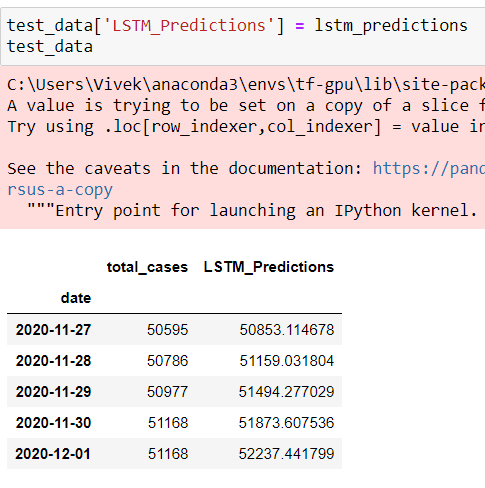 test_data['LSTM_Predictions'] = lstm_predictions
test_data
C:\Users\Vivek\anaconda3\envs\tf-gpu\lib\site-pack
A value is trying to be set on a copy of a slice f
Try using .loc[row_indexer,col_indexer] = value in
See the caveats in the documentation: https://pand
rsus-a-copy
"""Entry point for launching an IPython kernel.
total_cases LSTM_Predictions
date
2020-11-27 50595 50853.114678
2020-11-28 50786 51159.031804
2020-11-29 50977 51494.277029
2020-11-30 51168 51873.607536
2020-12-01 51168 52237.441799